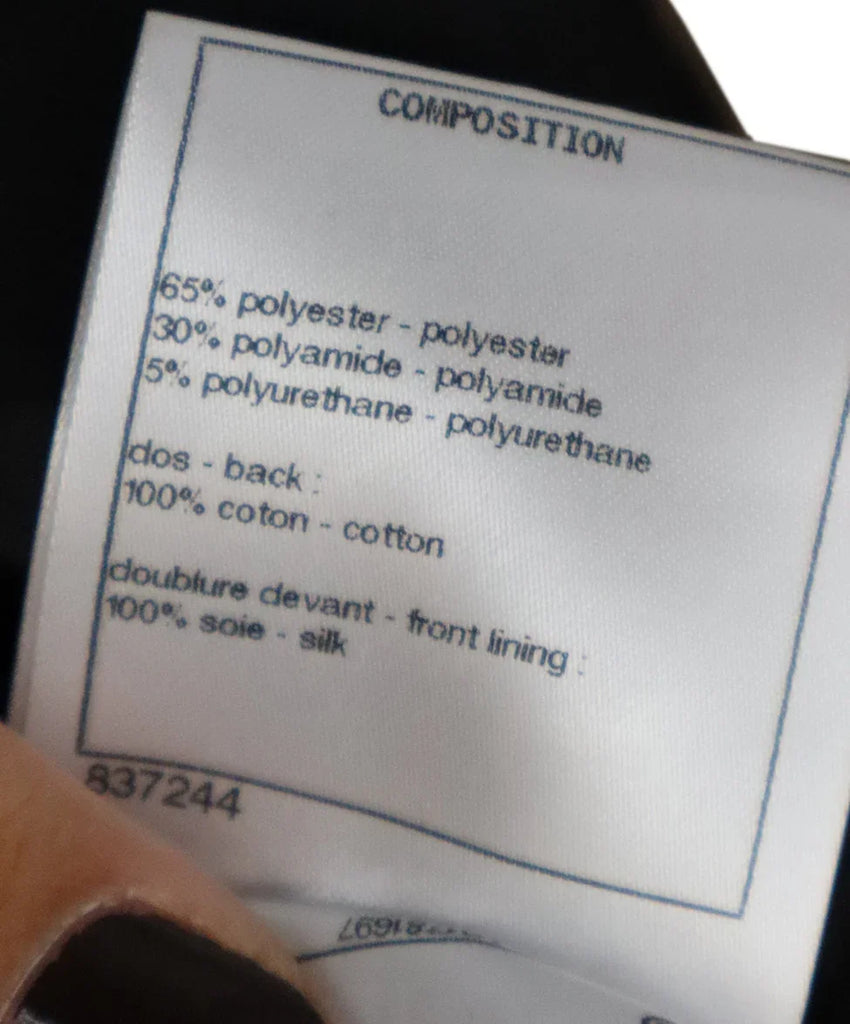 COMPOSITION
65% polyester - polyester
30% polyamide - polyamide
5% polyurethane - polyurethane
dos - back :
100% coton - cotton
doublure devant - front lining :
100% soie - silk
837244